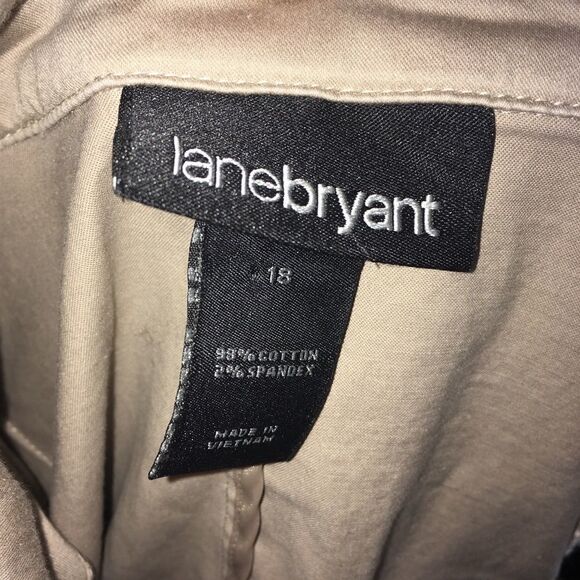 lanebryant
18
98% COTTON
2% SPANDEX
MADE IN
VIETNAM